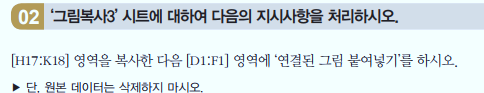 02 '그림복사3' 시트에 대하여 다음의 지시사항을 처리하시오.
[H17:K18] 영역을 복사한 다음 [D1:F1] 영역에 '연결된 그림 붙여넣기'를 하시오.
▶ 단, 원본 데이터는 삭제하지 마시오.